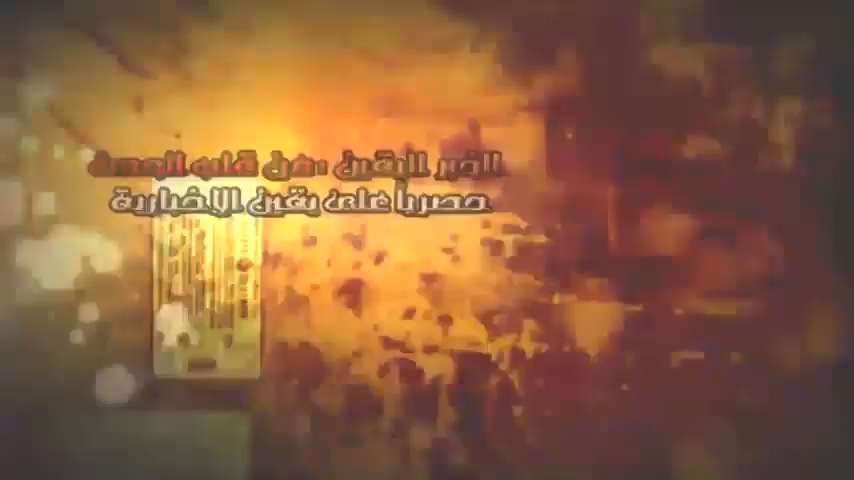 الخبر اليقين من قلب الحدث
حصرياً على يقين الإخبارية